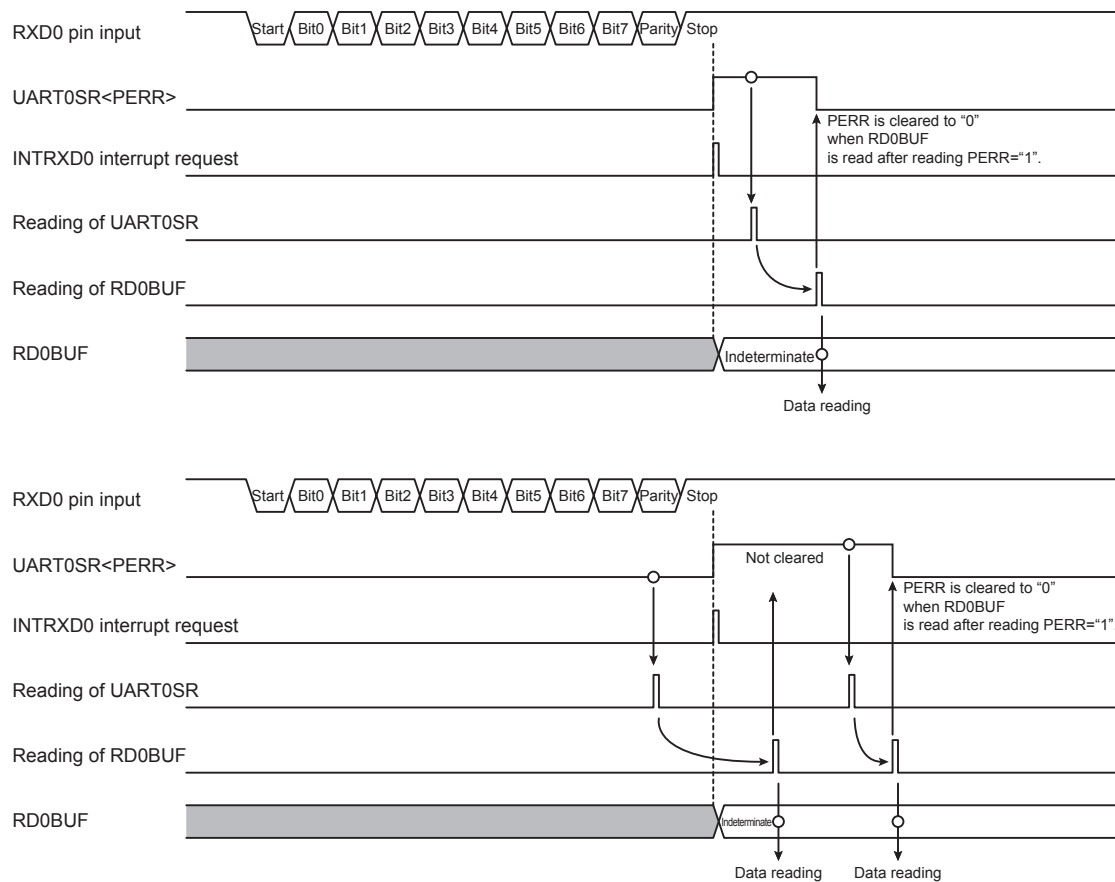 RXD0 pin input
Start Bit0 Bit1 Bit2 Bit3 Bit4 Bit5 Bit6 Bit7 Parity Stop
UART0SR<PERR>
PERR is cleared to “0”
when RD0BUF
is read after reading PERR=“1”.
INTRXD0 interrupt request
Reading of UART0SR
Reading of RD0BUF
RD0BUF
Indeterminate
Data reading
RXD0 pin input
Start Bit0 Bit1 Bit2 Bit3 Bit4 Bit5 Bit6 Bit7 Parity Stop
UART0SR<PERR>
Not cleared
PERR is cleared to “0”
when RD0BUF
is read after reading PERR=“1”.
INTRXD0 interrupt request
Reading of UART0SR
Reading of RD0BUF
RD0BUF
Indeterminate
Data reading Data reading